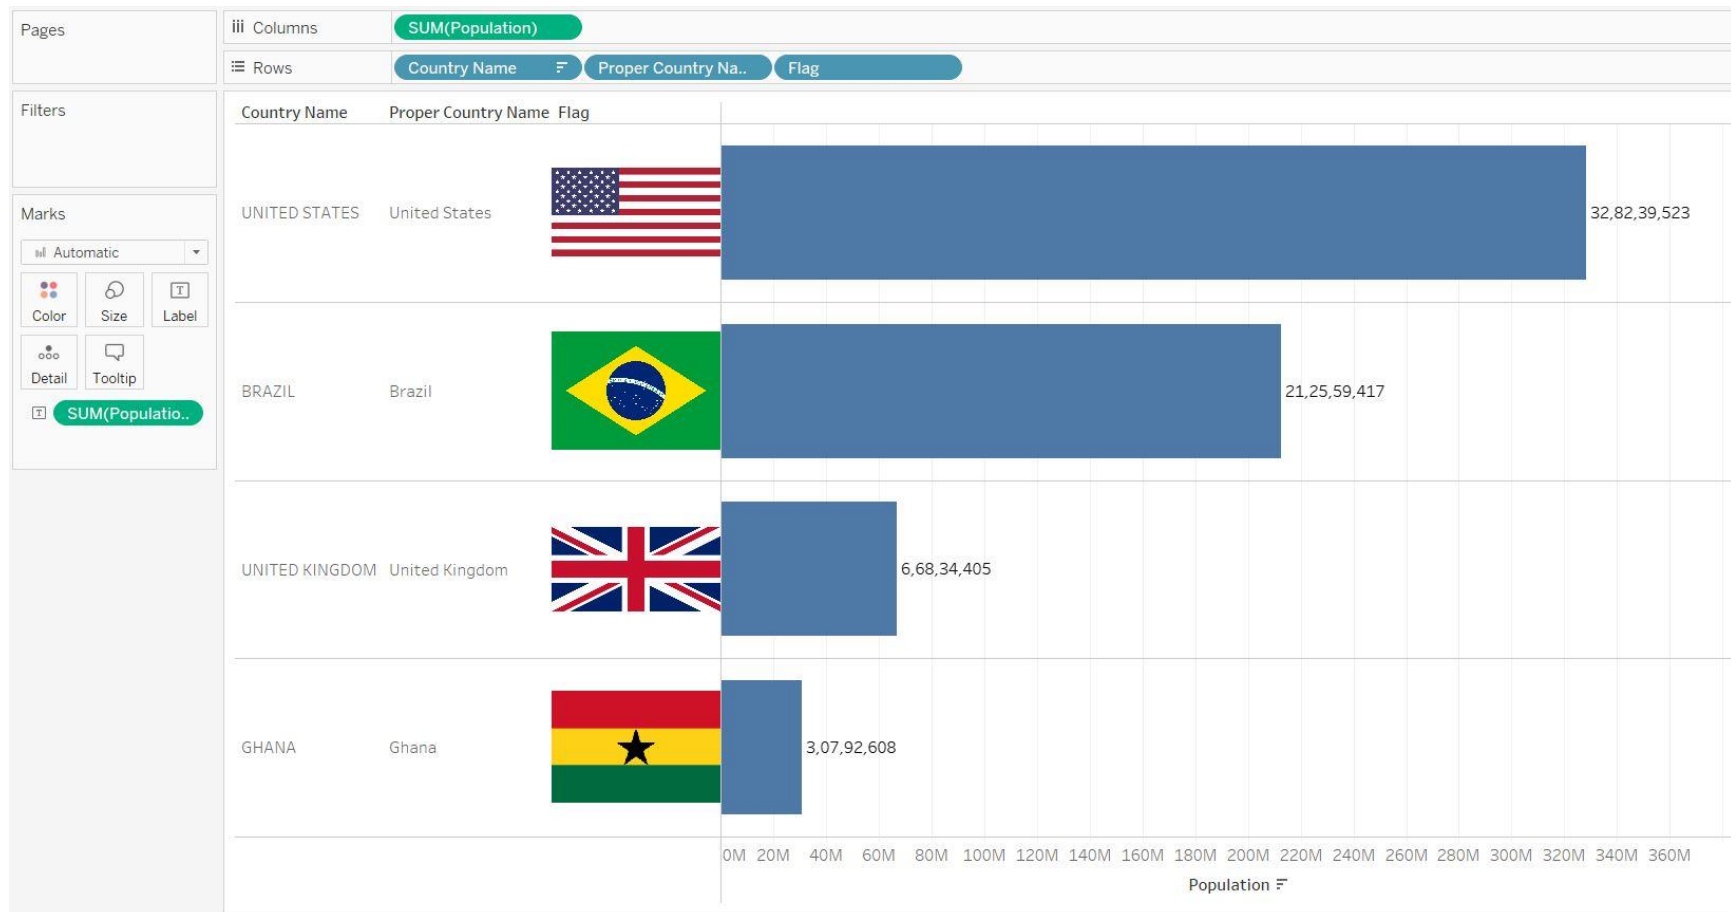 Pages
Columns SUM(Population)
Rows Country Name Proper Country Na.. Flag
Filters
Marks
Automatic
Color Size Label
Detail Tooltip
SUM(Populatio..
Country Name Proper Country Name Flag
UNITED STATES United States 32,82,39,523
BRAZIL Brazil 21,25,59,417
UNITED KINGDOM United Kingdom 6,68,34,405
GHANA Ghana 3,07,92,608
0M 20M 40M 60M 80M 100M 120M 140M 160M 180M 200M 220M 240M 260M 280M 300M 320M 340M 360M
Population